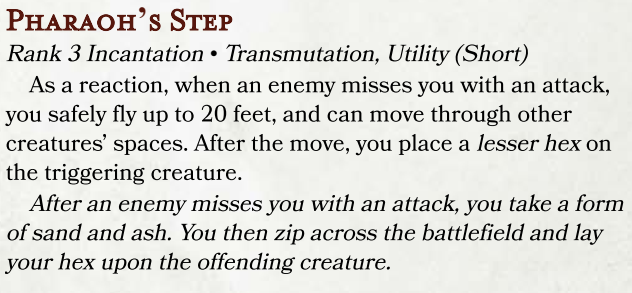 Pharaoh's Step
Rank 3 Incantation • Transmutation, Utility (Short)
As a reaction, when an enemy misses you with an attack,
you safely fly up to 20 feet, and can move through other
creatures' spaces. After the move, you place a lesser hex on
the triggering creature.
After an enemy misses you with an attack, you take a form
of sand and ash. You then zip across the battlefield and lay
your hex upon the offending creature.